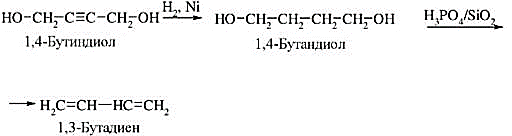 HO–CH₂–C≡C–CH₂–OH H₂, Ni HO–CH₂–CH₂–CH₂–CH₂–OH H₃PO₄/SiO₂
1,4-Бутиндиол 1,4-Бутандиол
H₂C=CH–HC=CH₂
1,3-Бутадиен